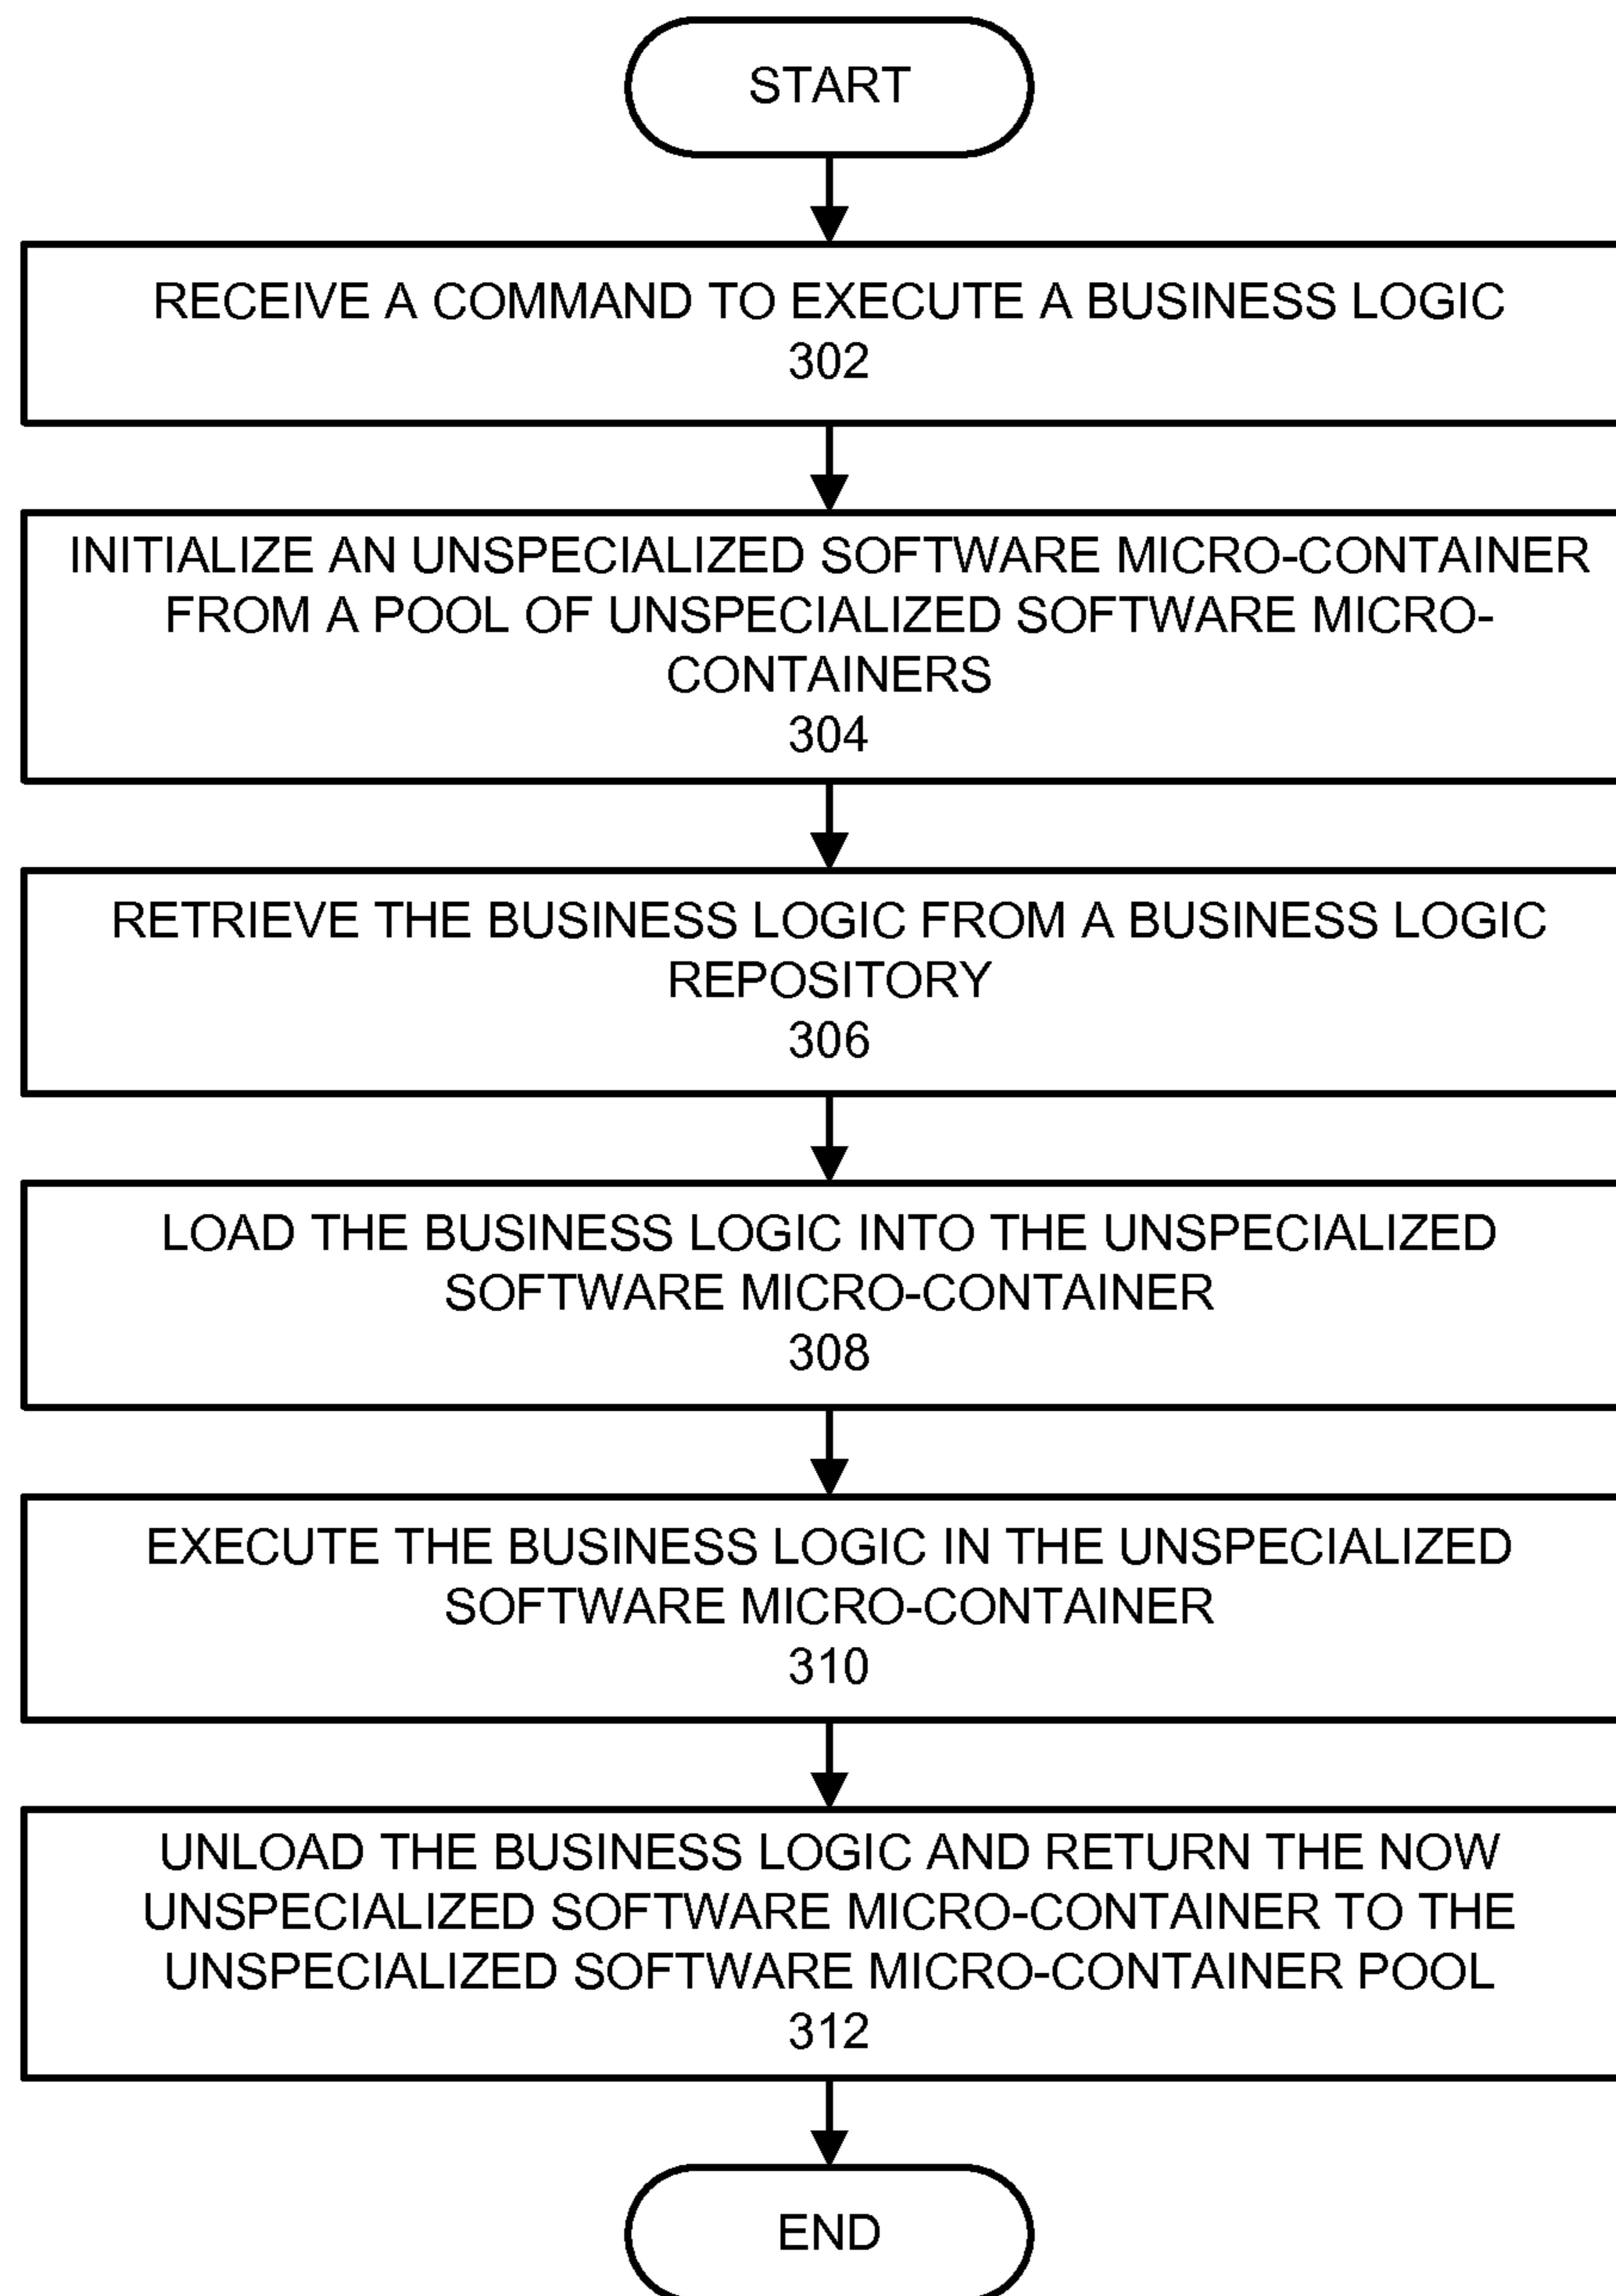 START
RECEIVE A COMMAND TO EXECUTE A BUSINESS LOGIC
302
INITIALIZE AN UNSPECIALIZED SOFTWARE MICRO-CONTAINER
FROM A POOL OF UNSPECIALIZED SOFTWARE MICRO-
CONTAINERS
304
RETRIEVE THE BUSINESS LOGIC FROM A BUSINESS LOGIC
REPOSITORY
306
LOAD THE BUSINESS LOGIC INTO THE UNSPECIALIZED
SOFTWARE MICRO-CONTAINER
308
EXECUTE THE BUSINESS LOGIC IN THE UNSPECIALIZED
SOFTWARE MICRO-CONTAINER
310
UNLOAD THE BUSINESS LOGIC AND RETURN THE NOW
UNSPECIALIZED SOFTWARE MICRO-CONTAINER TO THE
UNSPECIALIZED SOFTWARE MICRO-CONTAINER POOL
312
END